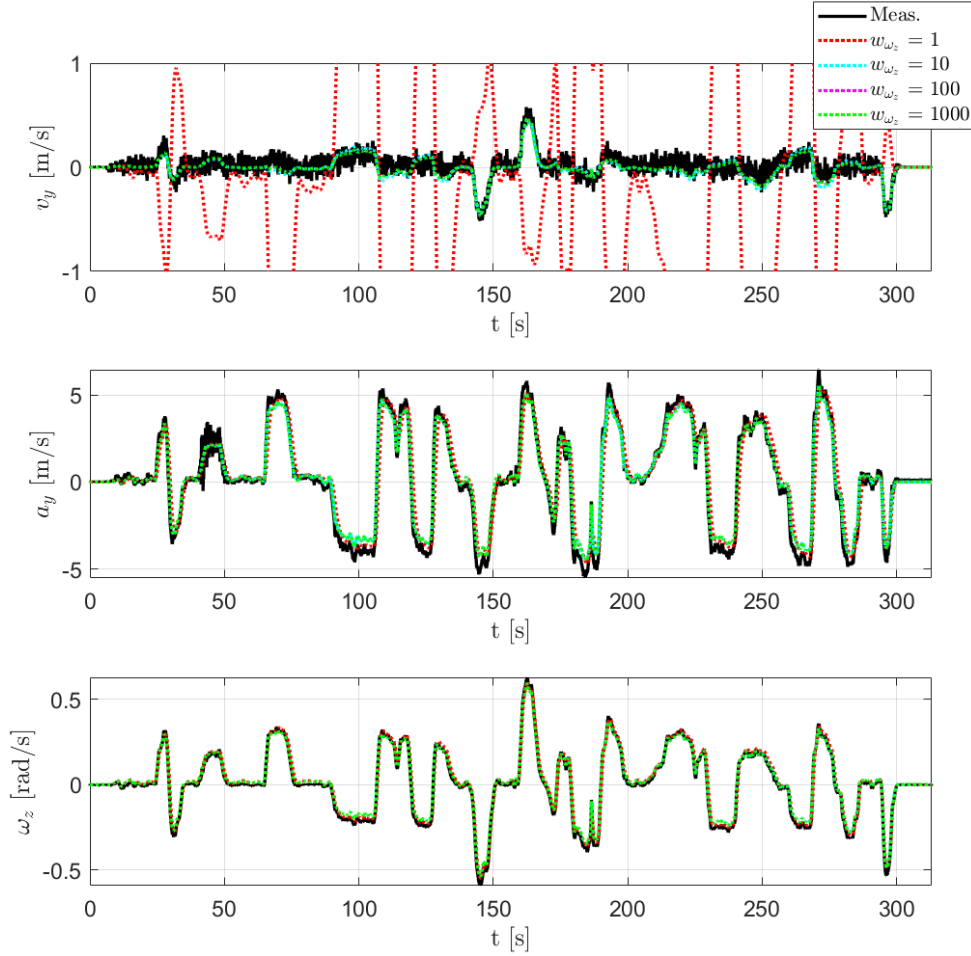 Meas.
w_{ω_z} = 1
w_{ω_z} = 10
w_{ω_z} = 100
w_{ω_z} = 1000
1
0
-1
v_y [m/s]
0 50 100 150 200 250 300
t [s]
5
0
-5
a_y [m/s]
0 50 100 150 200 250 300
t [s]
0.5
0
-0.5
ω_z [rad/s]
0 50 100 150 200 250 300
t [s]